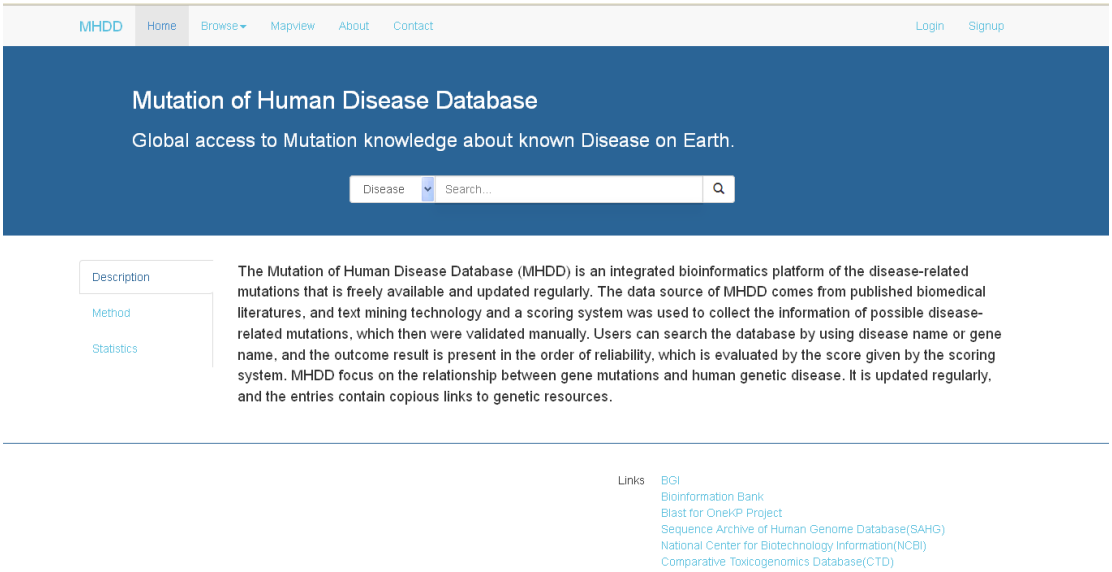 MHDD Home Browse Mapview About Contact Login Signup
Mutation of Human Disease Database
Global access to Mutation knowledge about known Disease on Earth.
Disease Search...
Description
Method
Statistics
The Mutation of Human Disease Database (MHDD) is an integrated bioinformatics platform of the disease-related
mutations that is freely available and updated regularly. The data source of MHDD comes from published biomedical
literatures, and text mining technology and a scoring system was used to collect the information of possible disease-
related mutations, which then were validated manually. Users can search the database by using disease name or gene
name, and the outcome result is present in the order of reliability, which is evaluated by the score given by the scoring
system. MHDD focus on the relationship between gene mutations and human genetic disease. It is updated regularly,
and the entries contain copious links to genetic resources.
Links BGI
Bioinformation Bank
Blast for OneKP Project
Sequence Archive of Human Genome Database(SAHG)
National Center for Biotechnology Information(NCBI)
Comparative Toxicogenomics Database(CTD)